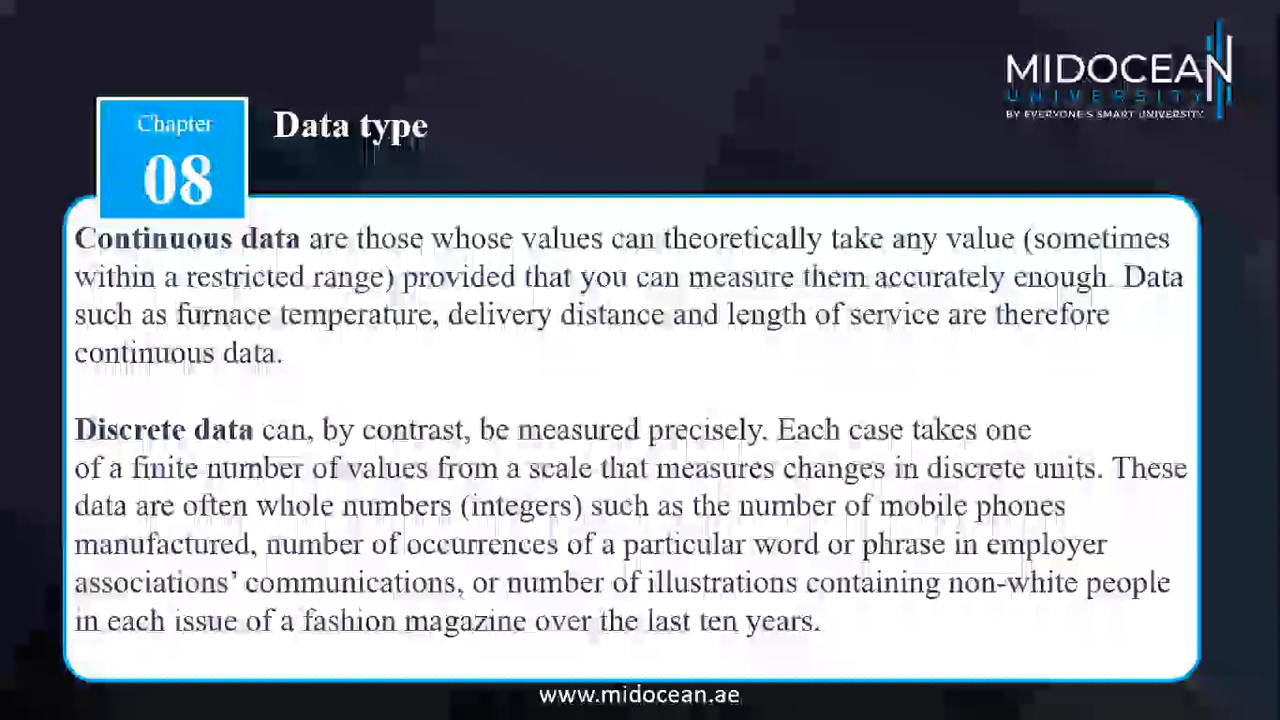 MIDOCEAN
UNIVERSITY
BY EVERYONE'S SMART UNIVERSITY
Chapter
08
Data type
Continuous data are those whose values can theoretically take any value (sometimes
within a restricted range) provided that you can measure them accurately enough. Data
such as furnace temperature, delivery distance and length of service are therefore
continuous data.
Discrete data can, by contrast, be measured precisely. Each case takes one
of a finite number of values from a scale that measures changes in discrete units. These
data are often whole numbers (integers) such as the number of mobile phones
manufactured, number of occurrences of a particular word or phrase in employer
associations’ communications, or number of illustrations containing non-white people
in each issue of a fashion magazine over the last ten years.
www.midocean.ae